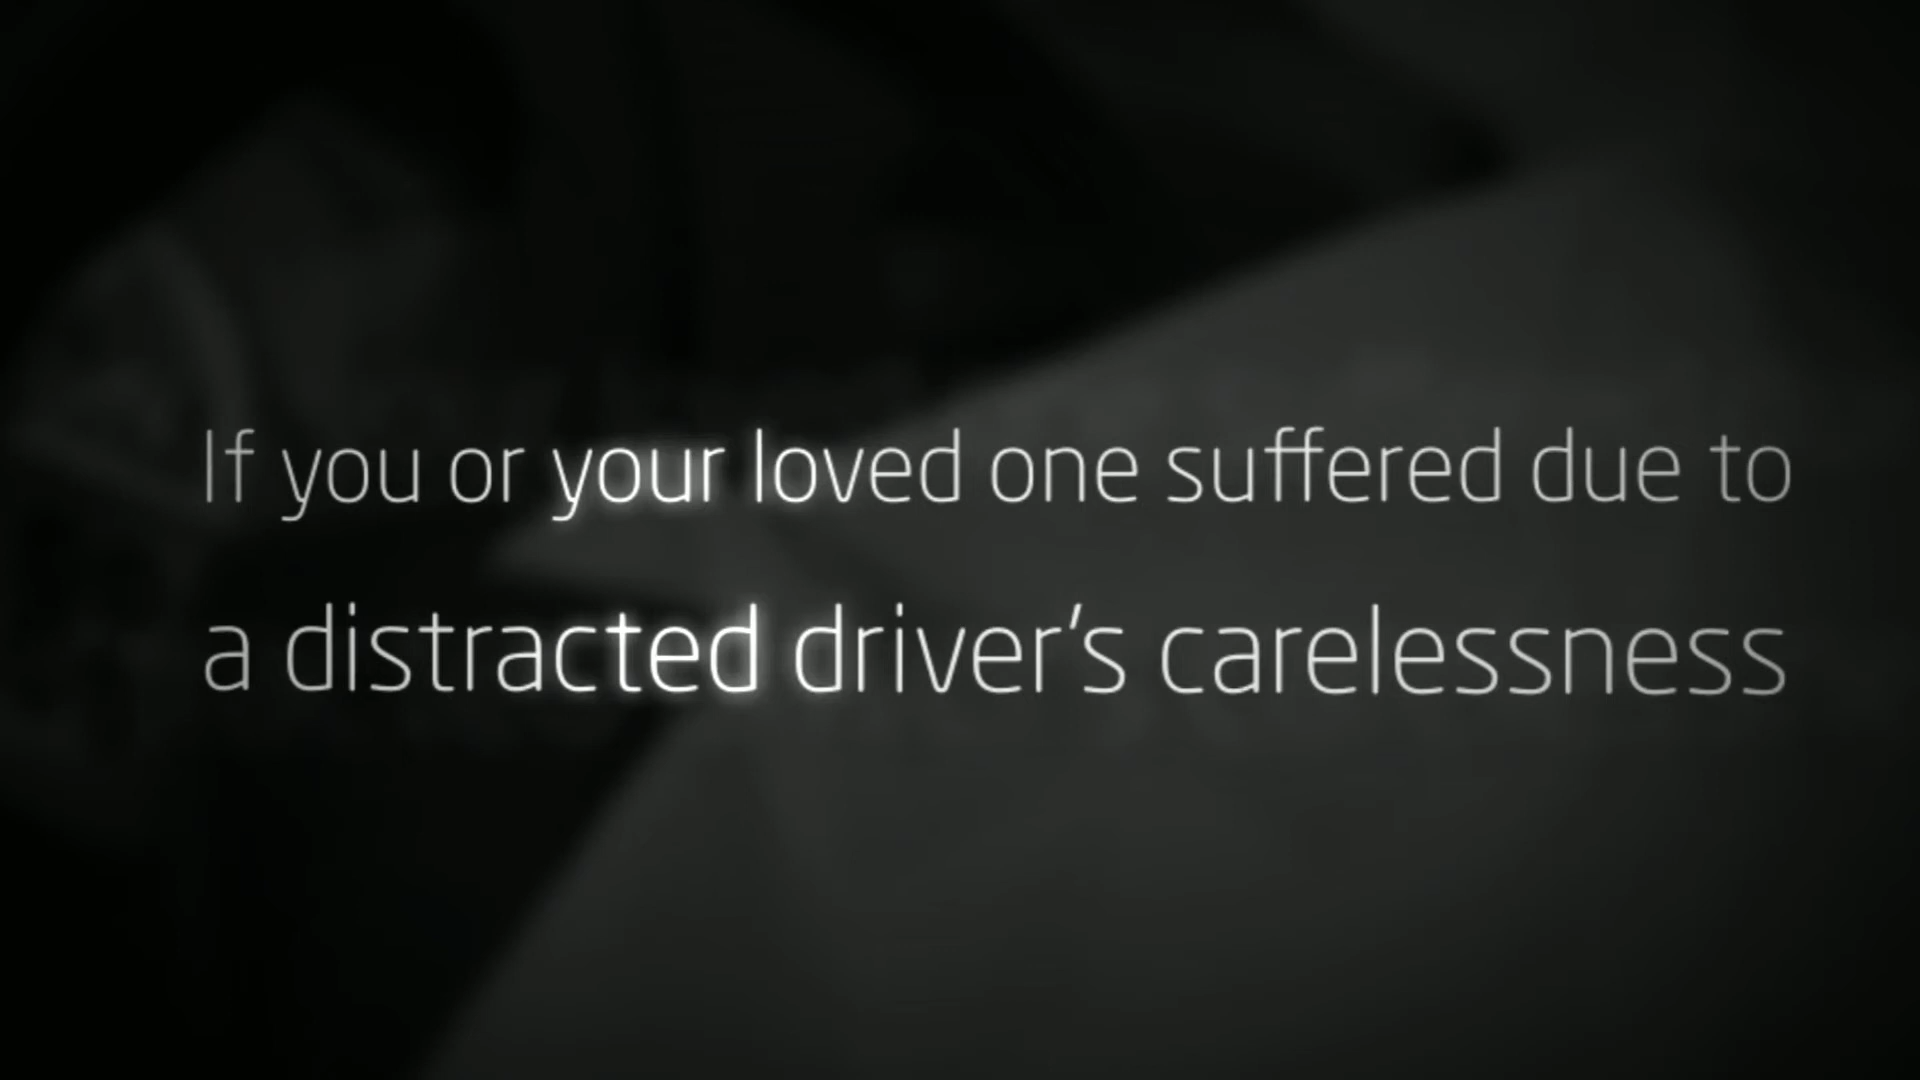 If you or your loved one suffered due to
a distracted driver’s carelessness